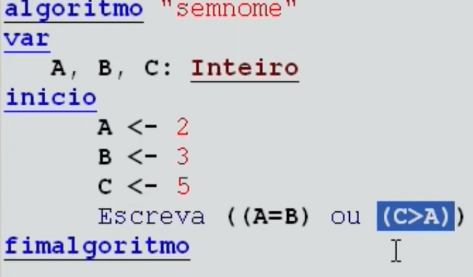 algoritmo "semnome"
var
A, B, C: Inteiro
inicio
A <- 2
B <- 3
C <- 5
Escreva ((A=B) ou (C>A))
fimalgoritmo